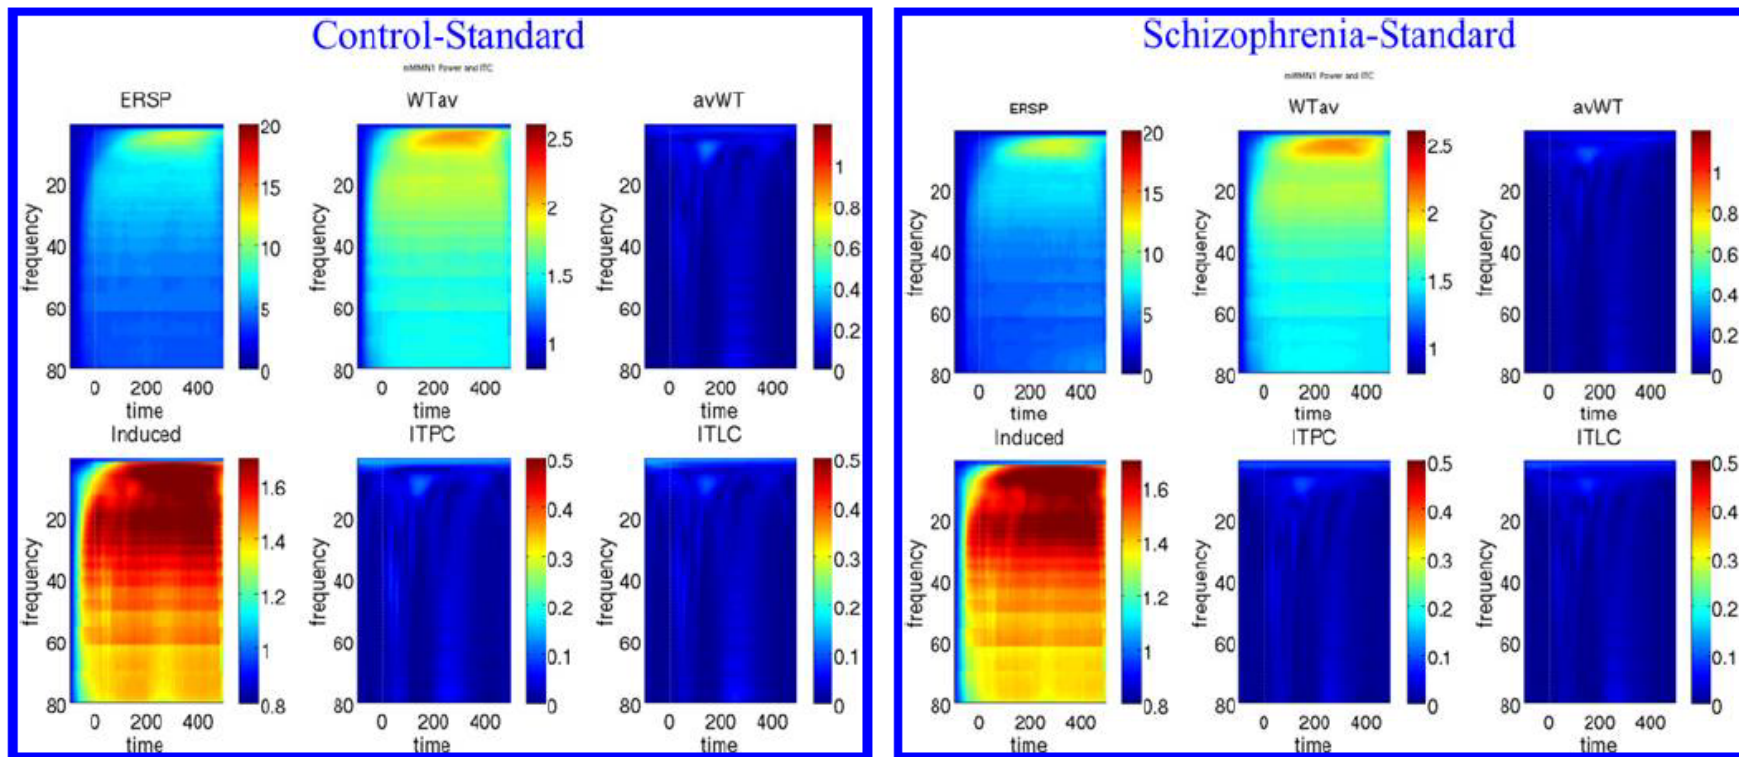 Control-Standard
mMMN1 Power and ITC
ERSP WTav avWT
20 2.5 1
15 2 0.8
10 1.5 0.6
5 1 0.4
0 0.2
0
frequency 20 40 60 80
frequency 20 40 60 80
frequency 20 40 60 80
0 200 400 0 200 400 0 200 400
time time time
Induced ITPC ITLC
1.6 0.5 0.5
1.4 0.4 0.4
1.2 0.3 0.3
1 0.2 0.2
0.8 0.1 0.1
0 0
frequency 20 40 60 80
frequency 20 40 60 80
frequency 20 40 60 80
0 200 400 0 200 400 0 200 400
time time time
Schizophrenia-Standard
Power and ITC
ERSP WTav avWT
20 2.5 1
15 2 0.8
10 1.5 0.6
5 1 0.4
0 0.2
0
frequency 20 40 60 80
frequency 20 40 60 80
frequency 20 40 60 80
0 200 400 0 200 400 0 200 400
time time time
Induced ITPC ITLC
1.6 0.5 0.5
1.4 0.4 0.4
1.2 0.3 0.3
1 0.2 0.2
0.8 0.1 0.1
0 0
frequency 20 40 60 80
frequency 20 40 60 80
frequency 20 40 60 80
0 200 400 0 200 400 0 200 400
time time time